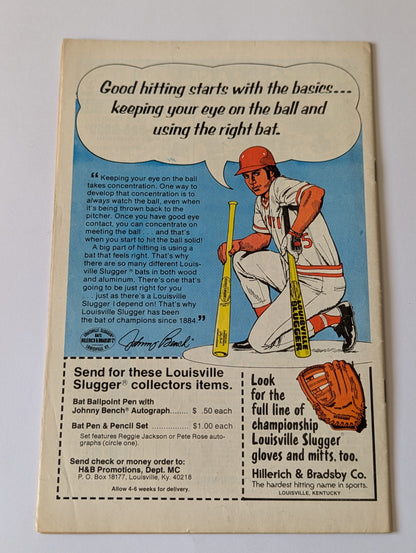 Good hitting starts with the basics...
keeping your eye on the ball and
using the right bat.
"Keeping your eye on the ball
takes concentration. One way to
develop that concentration is to
always watch the ball, even when
it's being thrown back to the
pitcher. Once you have good eye
contact, you can concentrate on
meeting the ball . . . and that's
when you start to hit the ball solid!
A big part of hitting is using a
bat that feels right. That's why
there are so many different Louis-
ville Slugger® bats in both wood
and aluminum. There's one that's
going to be just right for you
. . . just as there's a Louisville
Slugger I depend on! That's why
Louisville Slugger has been
the bat of champions since 1884."
LOUISVILLE SLUGGER
BATS
HILLERICH & BRADSBY Cº
LOUISVILLE, KY.
Johnny Bench
5
SLUGGER
Send for these Louisville
Slugger® collectors items.
Bat Ballpoint Pen with
Johnny Bench® Autograph........ $ .50 each
Bat Pen & Pencil Set ............... $1.00 each
Set features Reggie Jackson or Pete Rose auto-
graphs (circle one).
Send check or money order to:
H&B Promotions, Dept. MC
P. O. Box 18177, Louisville, Ky. 40218
Allow 4-6 weeks for delivery.
Look
for the
full line of
championship
Louisville Slugger®
gloves and mitts, too.
Hillerich & Bradsby Co.
The hardest hitting name in sports.
LOUISVILLE, KENTUCKY